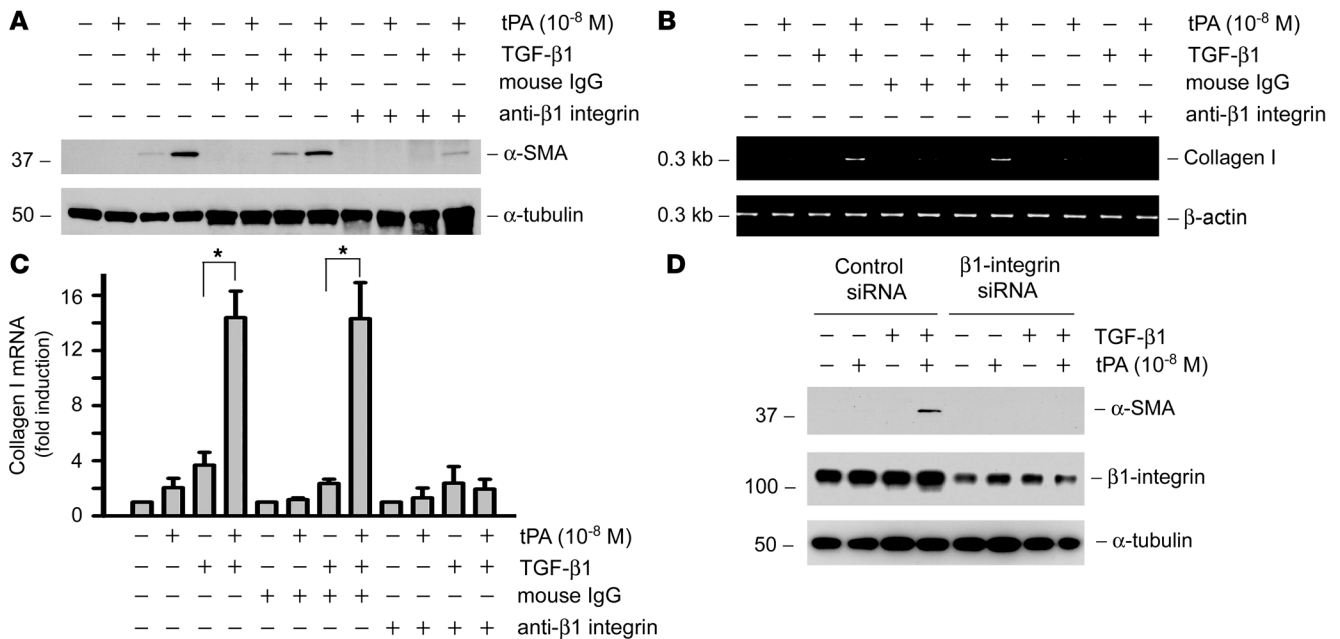 A
– + – + – + – + – + – + tPA (10-8 M)
– – + + – – + + – – + + TGF-β1
– – – – + + + + – – – – mouse IgG
– – – – – – – – + + + + anti-β1 integrin
37 – – α-SMA
50 – – α-tubulin
B
– + – + – + – + – + – + tPA (10-8 M)
– – + + – – + + – – + + TGF-β1
– – – – + + + + – – – – mouse IgG
– – – – – – – – + + + + anti-β1 integrin
0.3 kb – – Collagen I
0.3 kb – – β-actin
C
Collagen I mRNA
(fold induction)
16
12
8
4
0
* *
– + – + – + – + – + – + tPA (10-8 M)
– – + + – – + + – – + + TGF-β1
– – – – + + + + – – – – mouse IgG
– – – – – – – – + + + + anti-β1 integrin
D
Control siRNA
β1-integrin siRNA
– – + + – – + + TGF-β1
– + – + – + – + tPA (10-8 M)
37 – – α-SMA
100 – – β1-integrin
50 – – α-tubulin